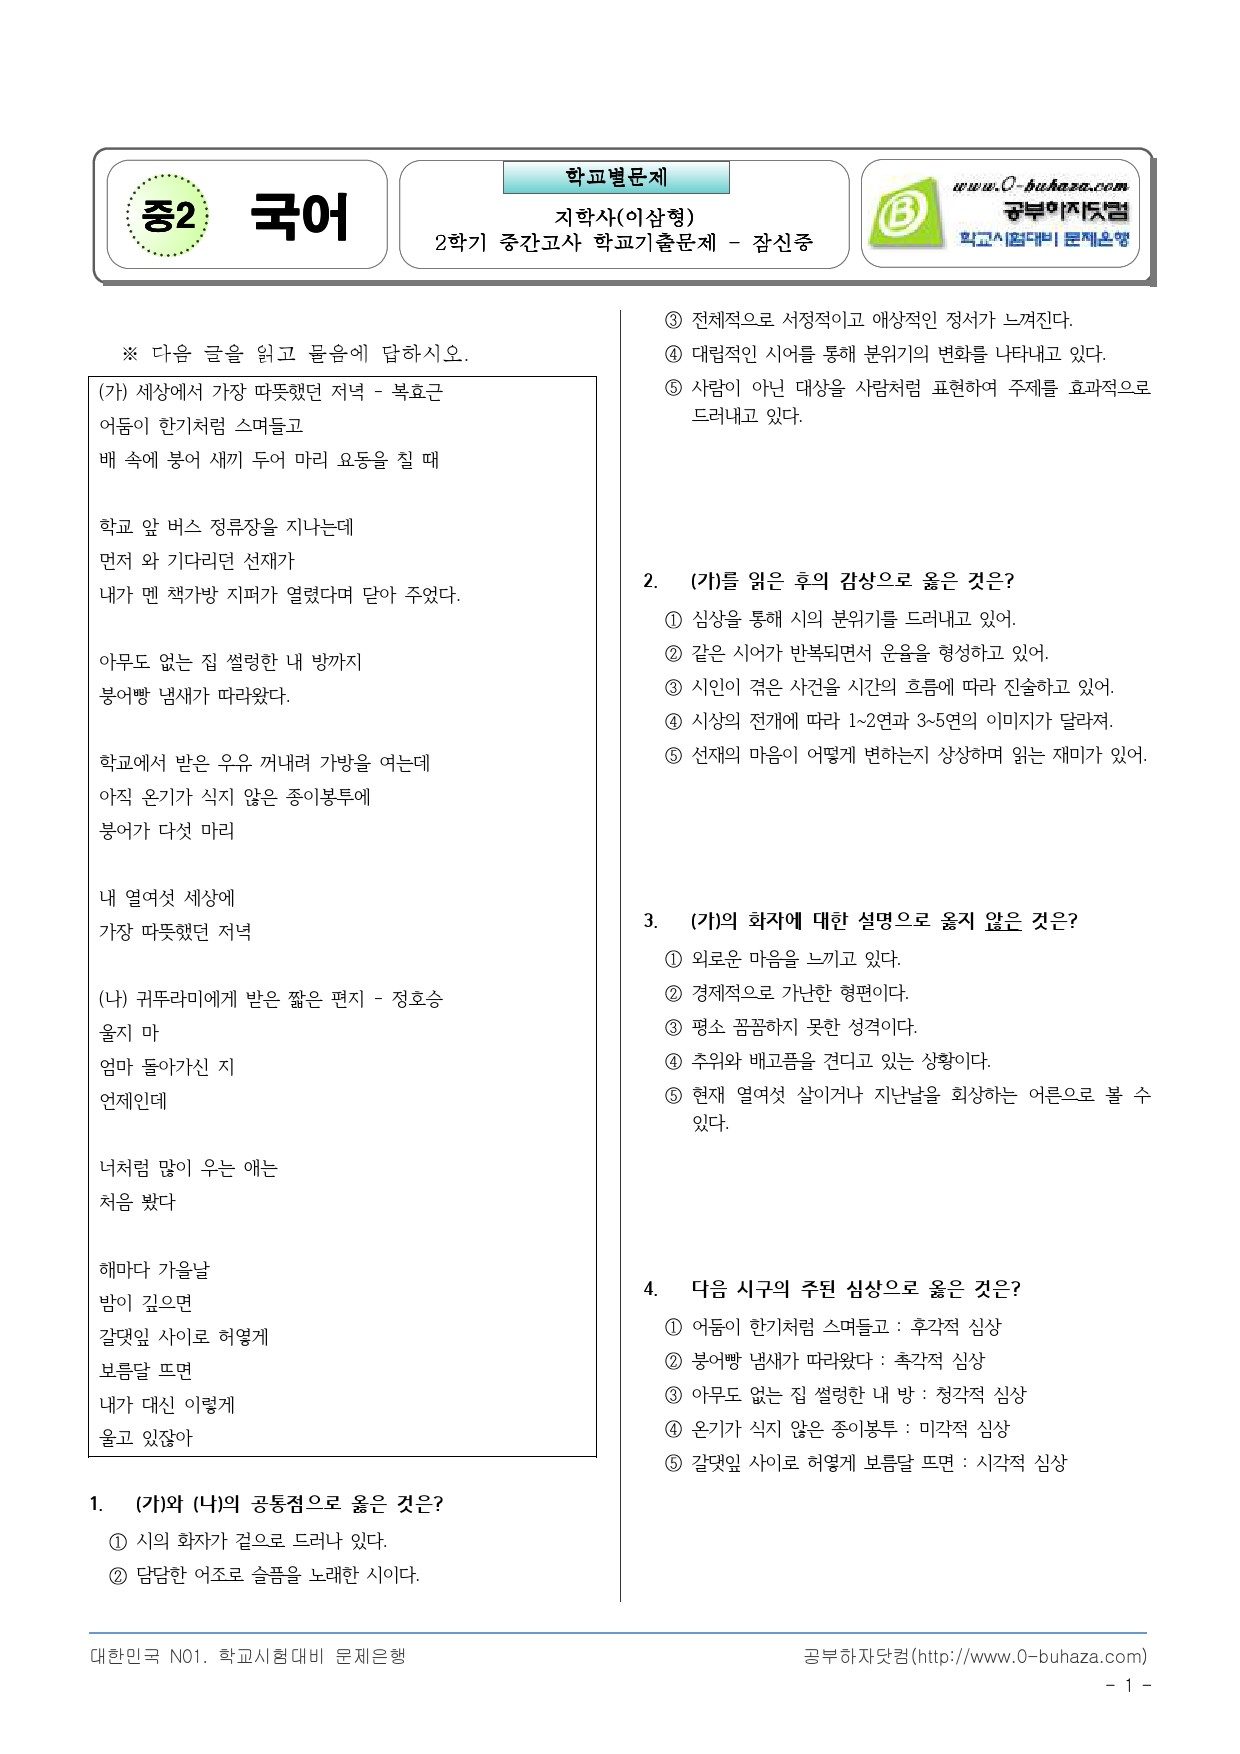 중2
국어
학교별문제
지학사(이삼형)
2학기 중간고사 학교기출문제 - 잠신중
www.0-buhaza.com
공부하자닷컴
학교시험대비 문제은행
※ 다음 글을 읽고 물음에 답하시오.
(가) 세상에서 가장 따뜻했던 저녁 - 복효근
어둠이 한기처럼 스며들고
배 속에 붕어 새끼 두어 마리 요동을 칠 때
학교 앞 버스 정류장을 지나는데
먼저 와 기다리던 선재가
내가 멘 책가방 지퍼가 열렸다며 닫아 주었다.
아무도 없는 집 썰렁한 내 방까지
붕어빵 냄새가 따라왔다.
학교에서 받은 우유 꺼내려 가방을 여는데
아직 온기가 식지 않은 종이봉투에
붕어가 다섯 마리
내 열여섯 세상에
가장 따뜻했던 저녁
(나) 귀뚜라미에게 받은 짧은 편지 - 정호승
울지 마
엄마 돌아가신 지
언제인데
너처럼 많이 우는 애는
처음 봤다
해마다 가을날
밤이 깊으면
갈댓잎 사이로 허옇게
보름달 뜨면
내가 대신 이렇게
울고 있잖아
1. (가)와 (나)의 공통점으로 옳은 것은?
① 시의 화자가 겉으로 드러나 있다.
② 담담한 어조로 슬픔을 노래한 시이다.
③ 전체적으로 서정적이고 애상적인 정서가 느껴진다.
④ 대립적인 시어를 통해 분위기의 변화를 나타내고 있다.
⑤ 사람이 아닌 대상을 사람처럼 표현하여 주제를 효과적으로
드러내고 있다.
2. (가)를 읽은 후의 감상으로 옳은 것은?
① 심상을 통해 시의 분위기를 드러내고 있어.
② 같은 시어가 반복되면서 운율을 형성하고 있어.
③ 시인이 겪은 사건을 시간의 흐름에 따라 진술하고 있어.
④ 시상의 전개에 따라 1~2연과 3~5연의 이미지가 달라져.
⑤ 선재의 마음이 어떻게 변하는지 상상하며 읽는 재미가 있어.
3. (가)의 화자에 대한 설명으로 옳지 않은 것은?
① 외로운 마음을 느끼고 있다.
② 경제적으로 가난한 형편이다.
③ 평소 꼼꼼하지 못한 성격이다.
④ 추위와 배고픔을 견디고 있는 상황이다.
⑤ 현재 열여섯 살이거나 지난날을 회상하는 어른으로 볼 수
있다.
4. 다음 시구의 주된 심상으로 옳은 것은?
① 어둠이 한기처럼 스며들고 : 후각적 심상
② 붕어빵 냄새가 따라왔다 : 촉각적 심상
③ 아무도 없는 집 썰렁한 내 방 : 청각적 심상
④ 온기가 식지 않은 종이봉투 : 미각적 심상
⑤ 갈댓잎 사이로 허옇게 보름달 뜨면 : 시각적 심상
대한민국 N01. 학교시험대비 문제은행
공부하자닷컴(http://www.0-buhaza.com)
- 1 -